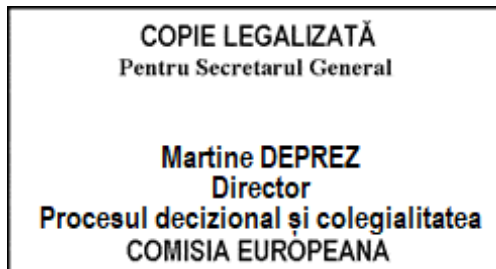 COPIE LEGALIZATĂ
Pentru Secretarul General
Martine DEPREZ
Director
Procesul decizional și colegialitatea
COMISIA EUROPEANA